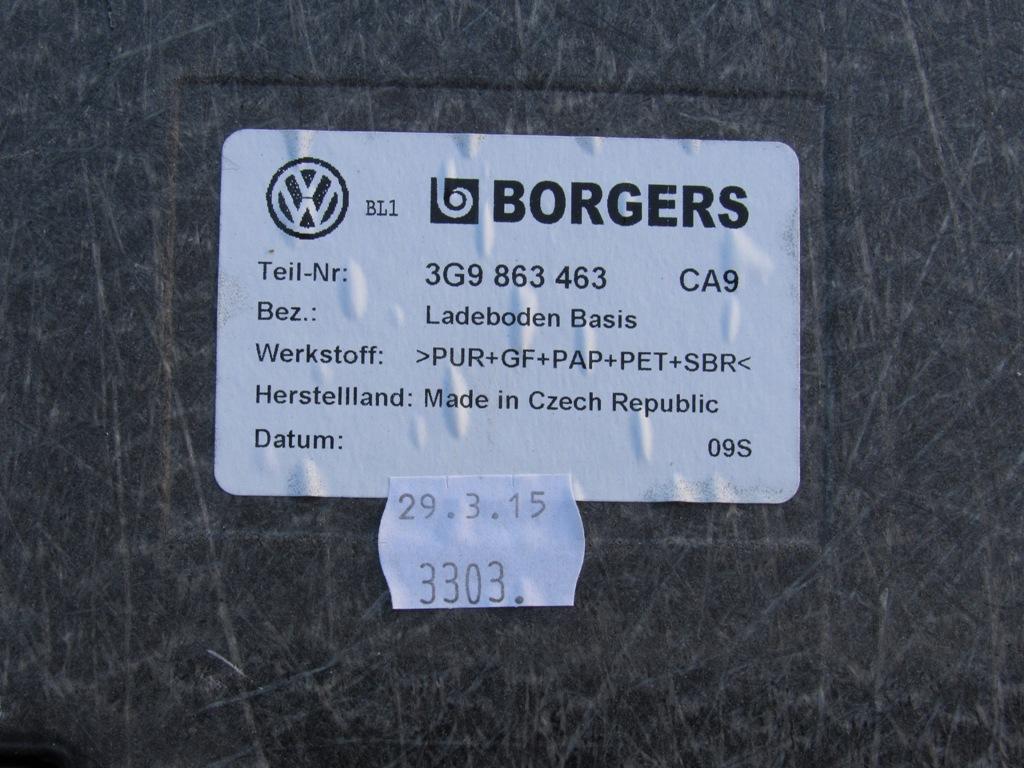 VW BL1 BORGERS
Teil-Nr: 3G9 863 463 CA9
Bez.: Ladeboden Basis
Werkstoff: >PUR+GF+PAP+PET+SBR<
Herstellland: Made in Czech Republic
Datum: 09S
29.3.15
3303.